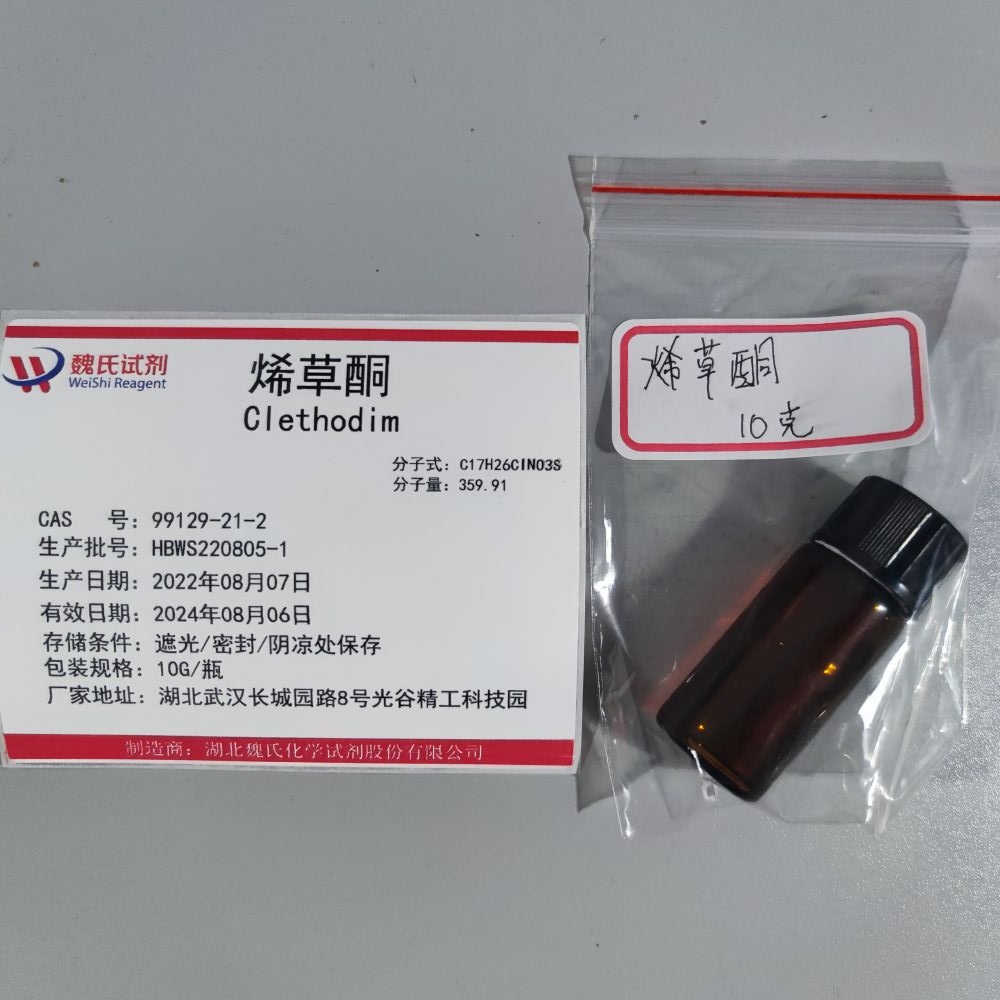 魏氏试剂
WeiShi Reagent
烯草酮
Clethodim
分子式：C17H26ClNO3S
分子量：359.91
CAS 号：99129-21-2
生产批号：HBWS220805-1
生产日期：2022年08月07日
有效日期：2024年08月06日
存储条件：遮光/密封/阴凉处保存
包装规格：10G/瓶
厂家地址：湖北武汉长城园路8号光谷精工科技园
制造商：湖北魏氏化学试剂股份有限公司
烯草酮
10克